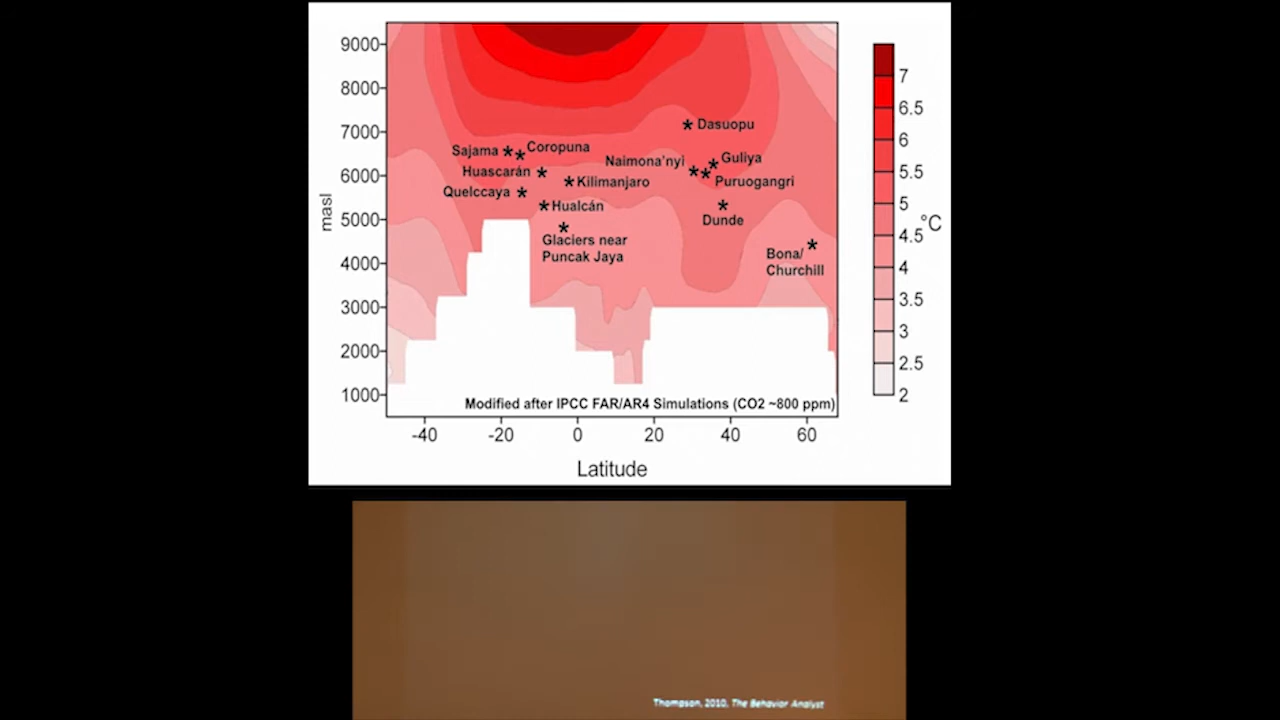 9000
8000
7000
6000
5000
4000
3000
2000
1000
masl
Dasuopu
Sajama
Coropuna
Huascarán
Naimona'nyi
Guliya
Kilimanjaro
Puruogangri
Quelccaya
Hualcán
Dunde
Glaciers near
Puncak Jaya
Bona/
Churchill
Modified after IPCC FAR/AR4 Simulations (CO2 ~800 ppm)
-40
-20
0
20
40
60
Latitude
7
6.5
6
5.5
5
4.5
4
3.5
3
2.5
2
°C
Thompson, 2010, The Behavior Analyst